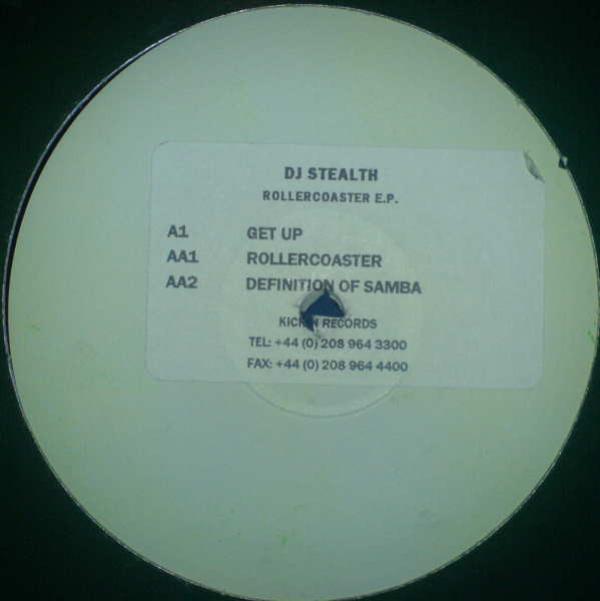 DJ STEALTH
ROLLERCOASTER E.P.
A1 GET UP
AA1 ROLLERCOASTER
AA2 DEFINITION OF SAMBA
RECORDS
TEL: +44 (0) 208 964 3300
FAX: +44 (0) 208 964 4400